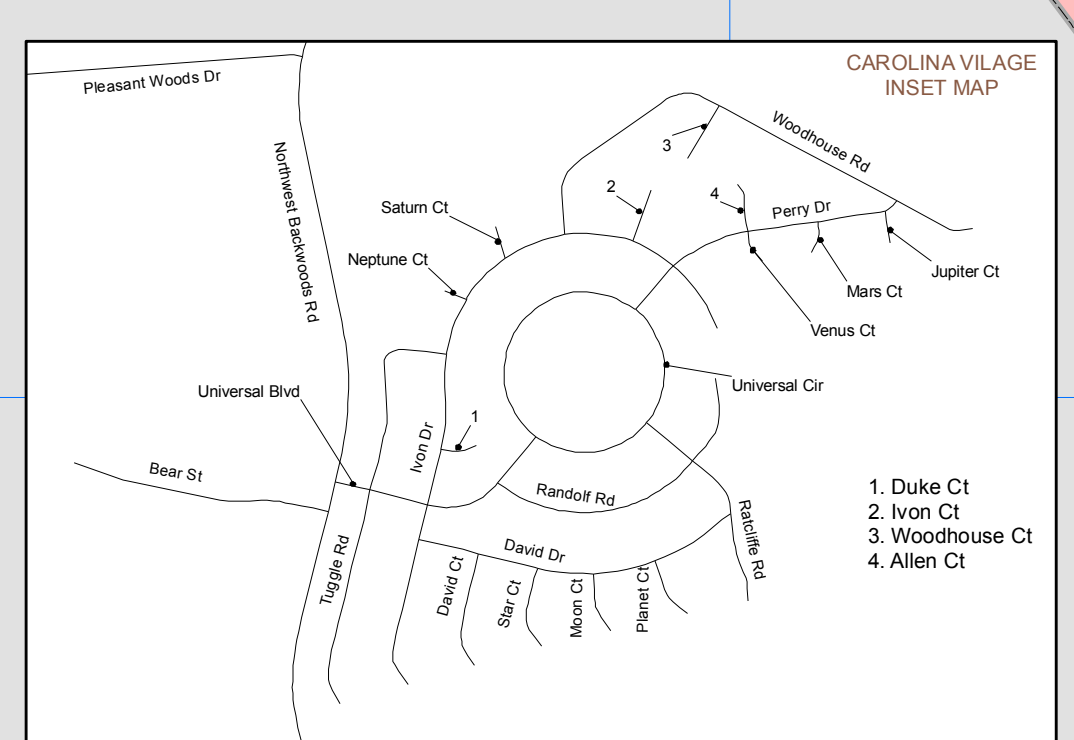 CAROLINA VILAGE
INSET MAP
Pleasant Woods Dr
Woodhouse Rd
3
Northwest Backwoods Rd
2
4
Saturn Ct
Perry Dr
Neptune Ct
Jupiter Ct
Mars Ct
Venus Ct
Universal Blvd
Universal Cir
1
Ivon Dr
Bear St
Randolf Rd
1. Duke Ct
2. Ivon Ct
3. Woodhouse Ct
4. Allen Ct
Ratcliffe Rd
Tuggle Rd
David Dr
David Ct
Star Ct
Moon Ct
Planet Ct